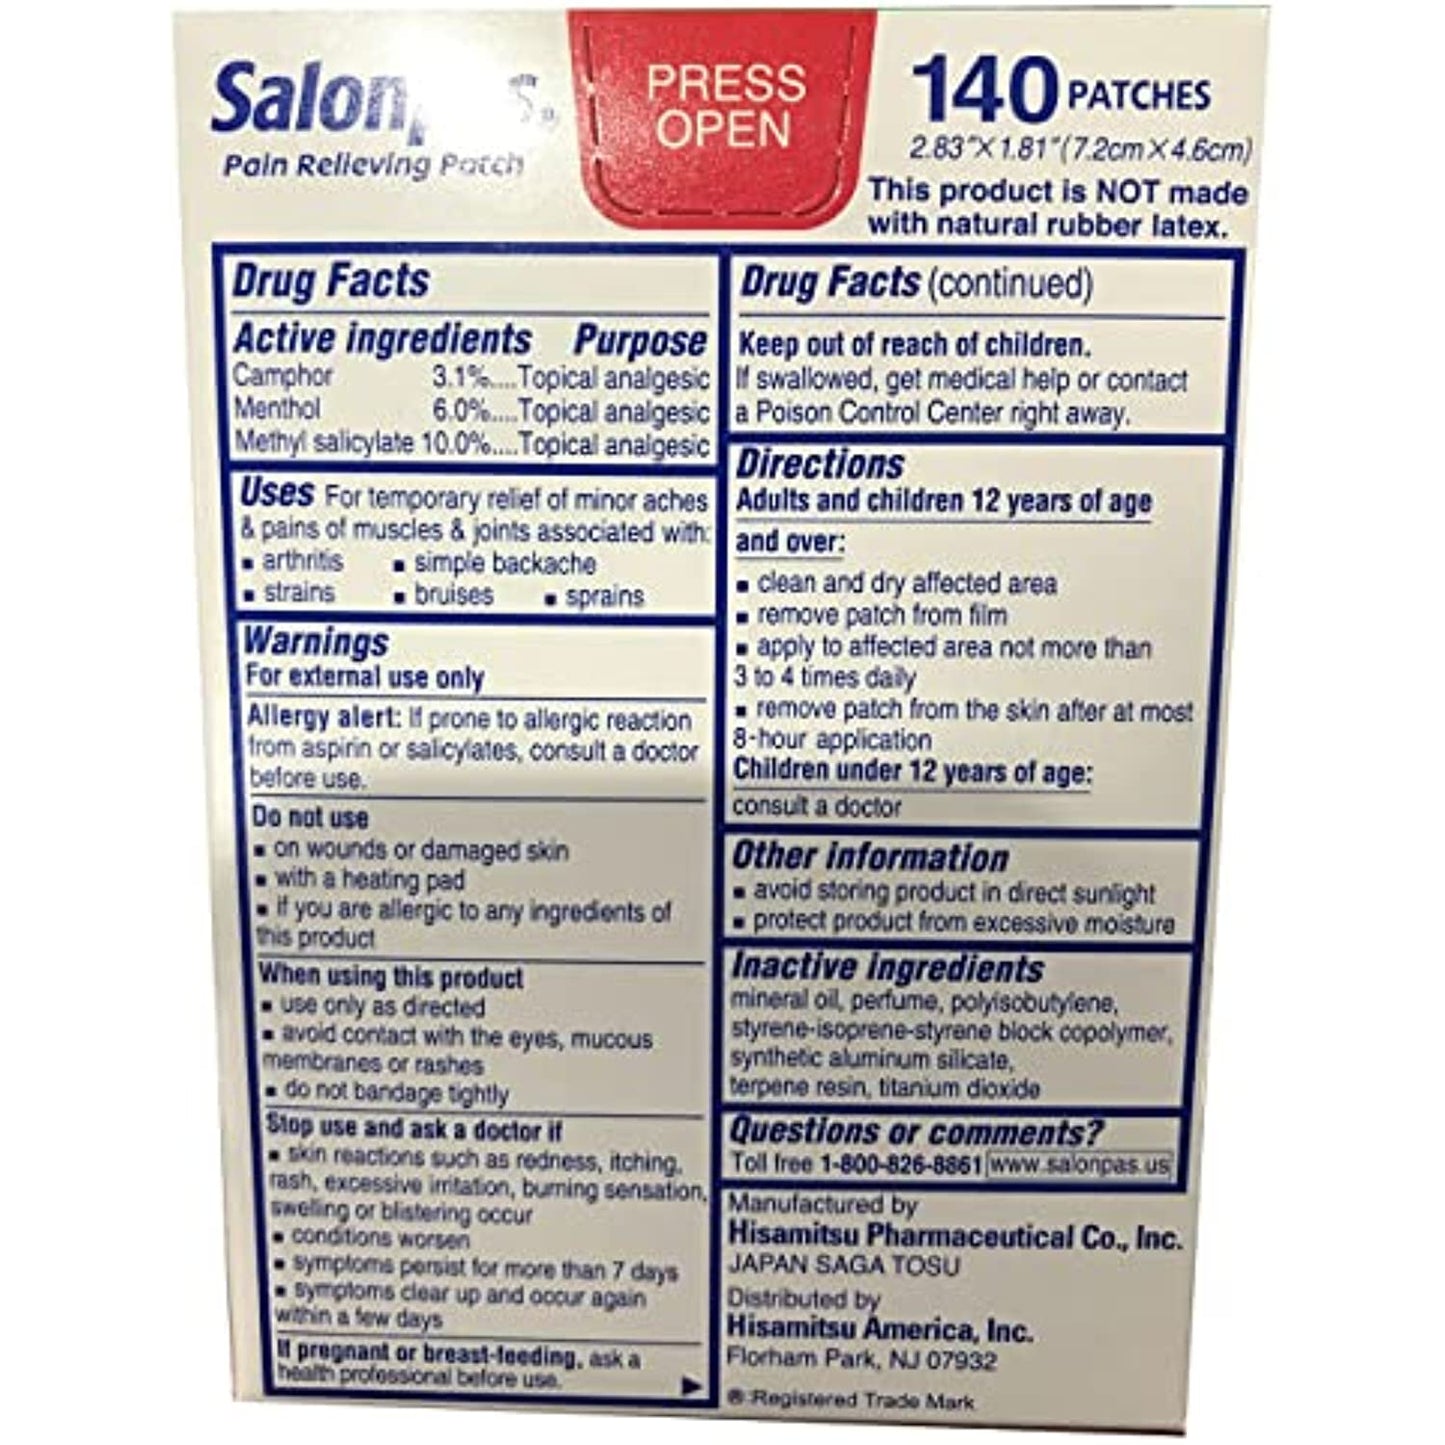 Salonpas®
Pain Relieving Patch
PRESS
OPEN
140 PATCHES
2.83"X1.81"(7.2cmX4.6cm)
This product is NOT made
with natural rubber latex.
Drug Facts
Active ingredients Purpose
Camphor 3.1%....Topical analgesic
Menthol 6.0%....Topical analgesic
Methyl salicylate 10.0%....Topical analgesic
Uses For temporary relief of minor aches
& pains of muscles & joints associated with:
▪ arthritis ▪ simple backache
▪ strains ▪ bruises ▪ sprains
Warnings
For external use only
Allergy alert: If prone to allergic reaction
from aspirin or salicylates, consult a doctor
before use.
Do not use
▪ on wounds or damaged skin
▪ with a heating pad
▪ if you are allergic to any ingredients of
this product
When using this product
▪ use only as directed
▪ avoid contact with the eyes, mucous
membranes or rashes
▪ do not bandage tightly
Stop use and ask a doctor if
▪ skin reactions such as redness, itching,
rash, excessive irritation, burning sensation,
swelling or blistering occur
▪ conditions worsen
▪ symptoms persist for more than 7 days
▪ symptoms clear up and occur again
within a few days
If pregnant or breast-feeding, ask a
health professional before use.
Drug Facts (continued)
Keep out of reach of children.
If swallowed, get medical help or contact
a Poison Control Center right away.
Directions
Adults and children 12 years of age
and over:
▪ clean and dry affected area
▪ remove patch from film
▪ apply to affected area not more than
3 to 4 times daily
▪ remove patch from the skin after at most
8-hour application
Children under 12 years of age:
consult a doctor
Other information
▪ avoid storing product in direct sunlight
▪ protect product from excessive moisture
Inactive ingredients
mineral oil, perfume, polyisobutylene,
styrene-isoprene-styrene block copolymer,
synthetic aluminum silicate,
terpene resin, titanium dioxide
Questions or comments?
Toll free 1-800-826-8861 www.salonpas.us
Manufactured by
Hisamitsu Pharmaceutical Co., Inc.
JAPAN SAGA TOSU
Distributed by
Hisamitsu America, Inc.
Florham Park, NJ 07932
®:Registered Trade Mark